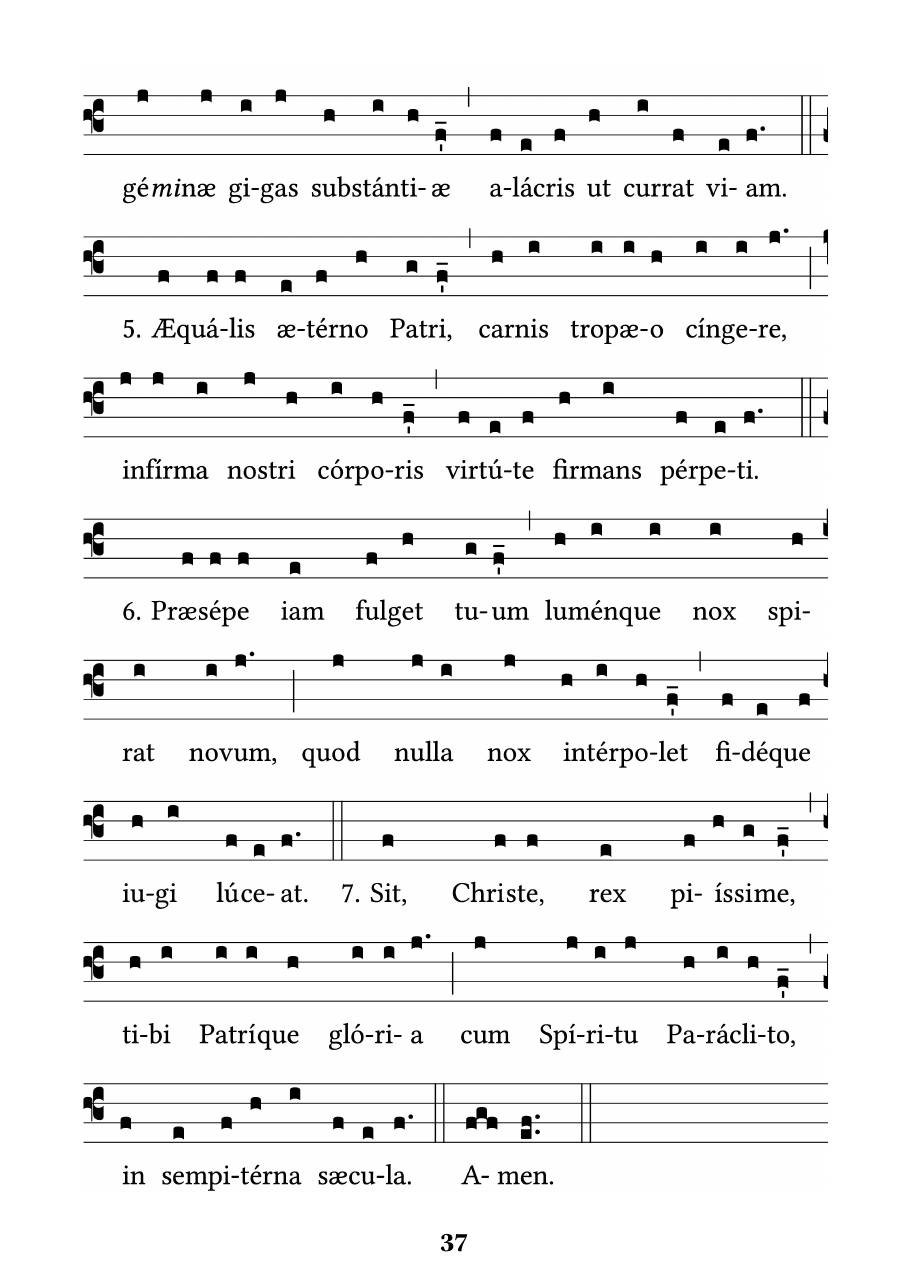 géminæ gi-gas substánti-æ a-lácris ut currat vi-am.
5. Æquá-lis æ-térno Patri, carnis tropæ-o cínge-re,
infírma nostri córpo-ris virtú-te firmans pérpe-ti.
6. Præsépe iam fulget tu-um luménque nox spi-
rat novum, quod nulla nox intérpo-let fi-déque
iu-gi lúce-at. 7. Sit, Christe, rex pi-íssime,
ti-bi Patríque gló-ri-a cum Spí-ri-tu Pa-rácli-to,
in sempi-térna sæcu-la. A-men.
37